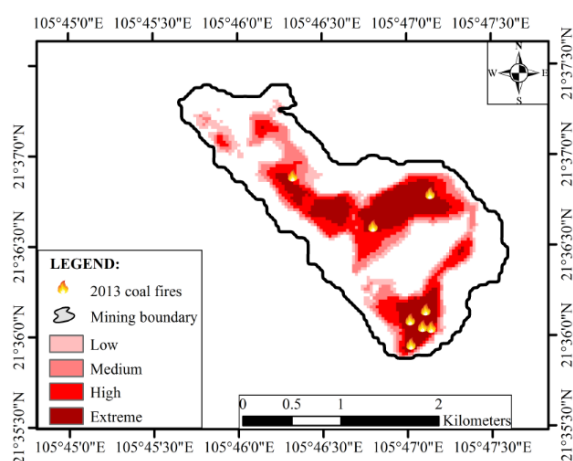 105°45'0"E 105°45'30"E 105°46'0"E 105°46'30"E 105°47'0"E 105°47'30"E
N
W E
S
21°37'30"N
21°37'0"N
21°36'30"N
21°36'0"N
21°35'30"N
21°37'30"N
21°37'0"N
21°36'30"N
21°36'0"N
21°35'30"N
LEGEND:
2013 coal fires
Mining boundary
Low
Medium
High
Extreme
0 0.5 1 2
Kilometers
105°45'0"E 105°45'30"E 105°46'0"E 105°46'30"E 105°47'0"E 105°47'30"E